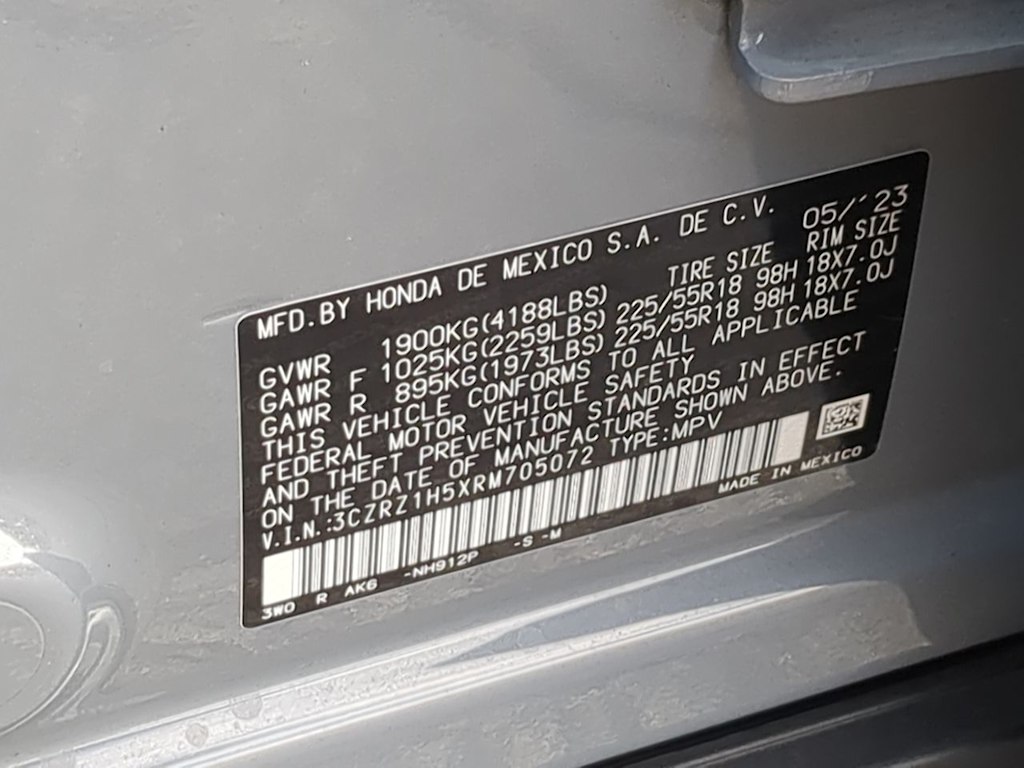 MFD.BY HONDA DE MEXICO S.A. DE C.V. 05/'23
TIRE SIZE RIM SIZE
GVWR 1900KG(4188LBS)
GAWR F 1025KG(2259LBS) 225/55R18 98H 18X7.0J
GAWR R 895KG(1973LBS) 225/55R18 98H 18X7.0J
THIS VEHICLE CONFORMS TO ALL APPLICABLE
FEDERAL MOTOR VEHICLE SAFETY
AND THEFT PREVENTION STANDARDS IN EFFECT
ON THE DATE OF MANUFACTURE SHOWN ABOVE.
V.I.N.:3CZRZ1H5XRM705072 TYPE:MPV
MADE IN MEXICO
3W0 R AK6 -NH912P -S -M